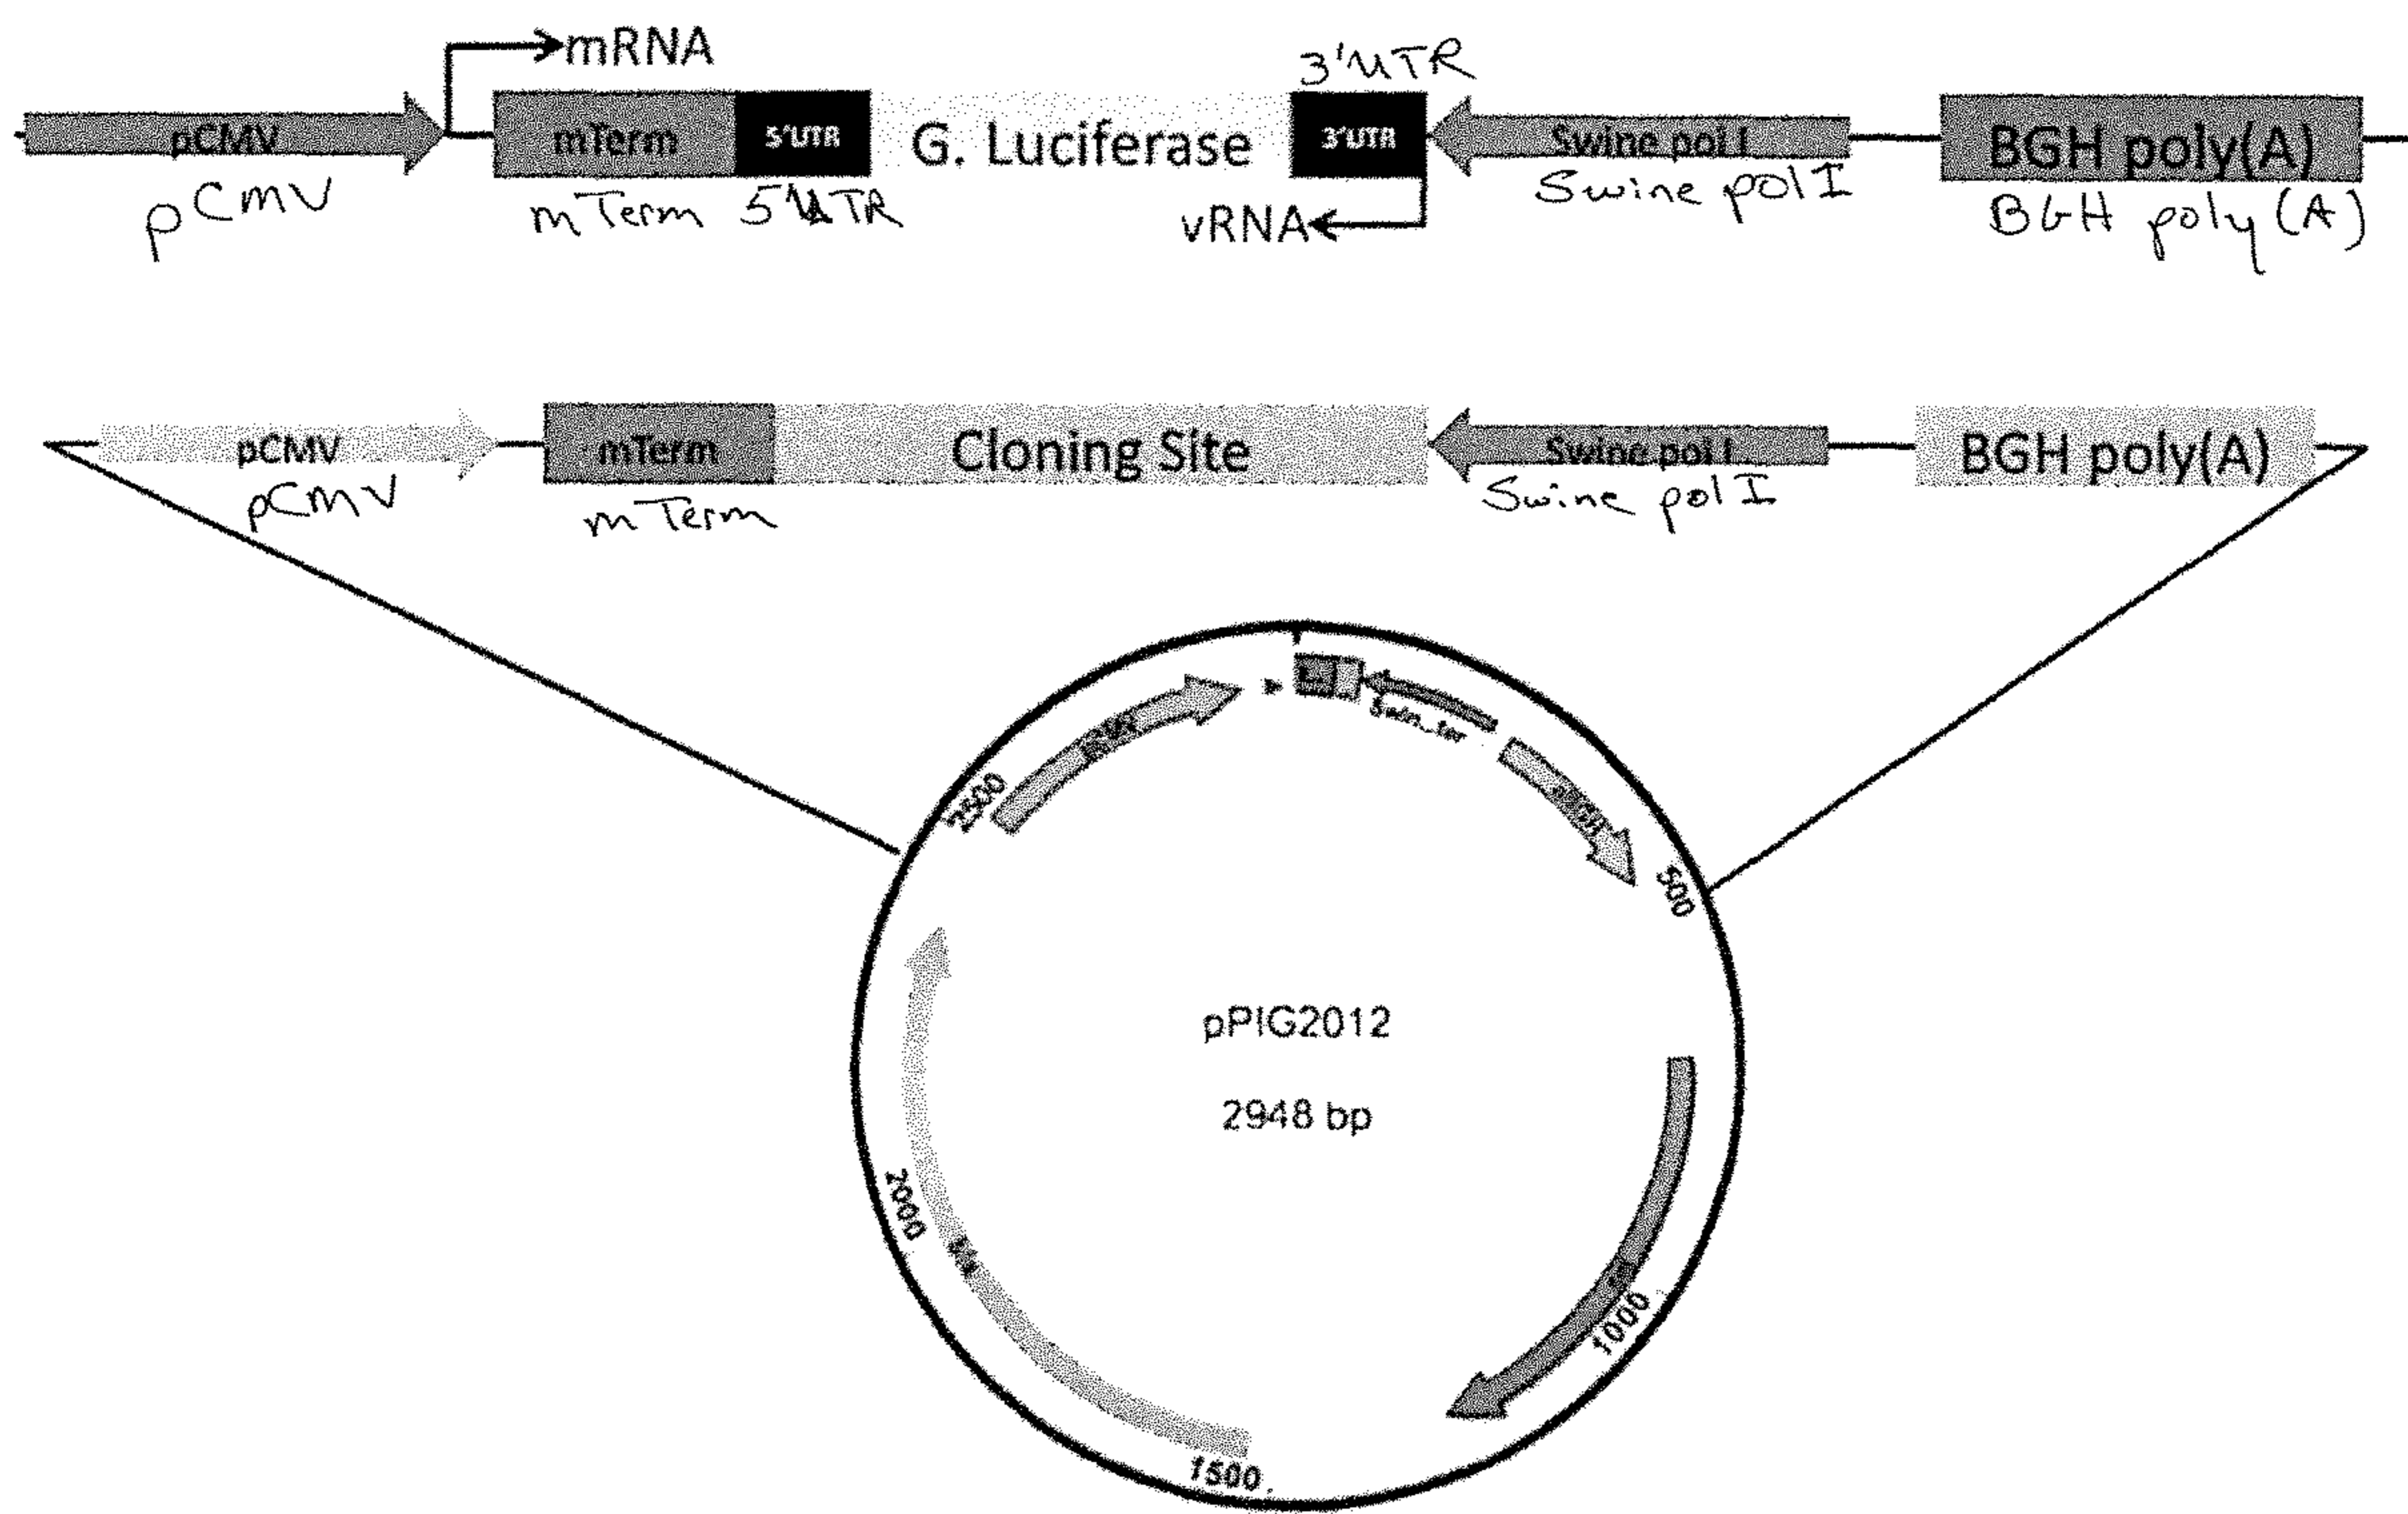 mRNA 3'UTR
pCMV mTerm 5'UTR G. Luciferase 3'UTR Swine pol I BGH poly(A)
pCMV mTerm 5'UTR vRNA Swine pol I BGH poly(A)
pCMV mTerm Cloning Site Swine pol I BGH poly(A)
pCMV mTerm Swine pol I
Swin_ter
2500
500
pPIG2012
2948 bp
2000
bla
1000
1500